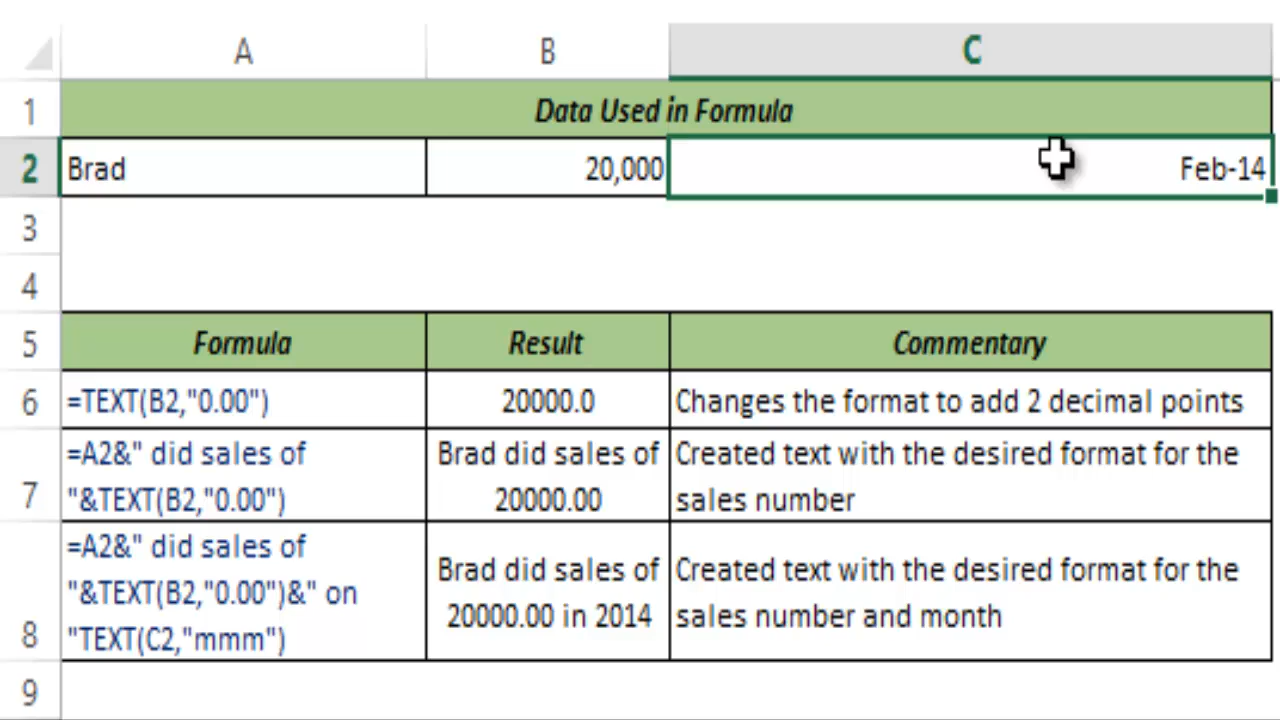 A B C
1 Data Used in Formula
2 Brad 20,000 Feb-14
3
4
5 Formula Result Commentary
6 =TEXT(B2,"0.00") 20000.0 Changes the format to add 2 decimal points
=A2&" did sales of Brad did sales of Created text with the desired format for the
7 "&TEXT(B2,"0.00") 20000.00 sales number
=A2&" did sales of
"&TEXT(B2,"0.00")&" on Brad did sales of Created text with the desired format for the
8 "TEXT(C2,"mmm") 20000.00 in 2014 sales number and month
9